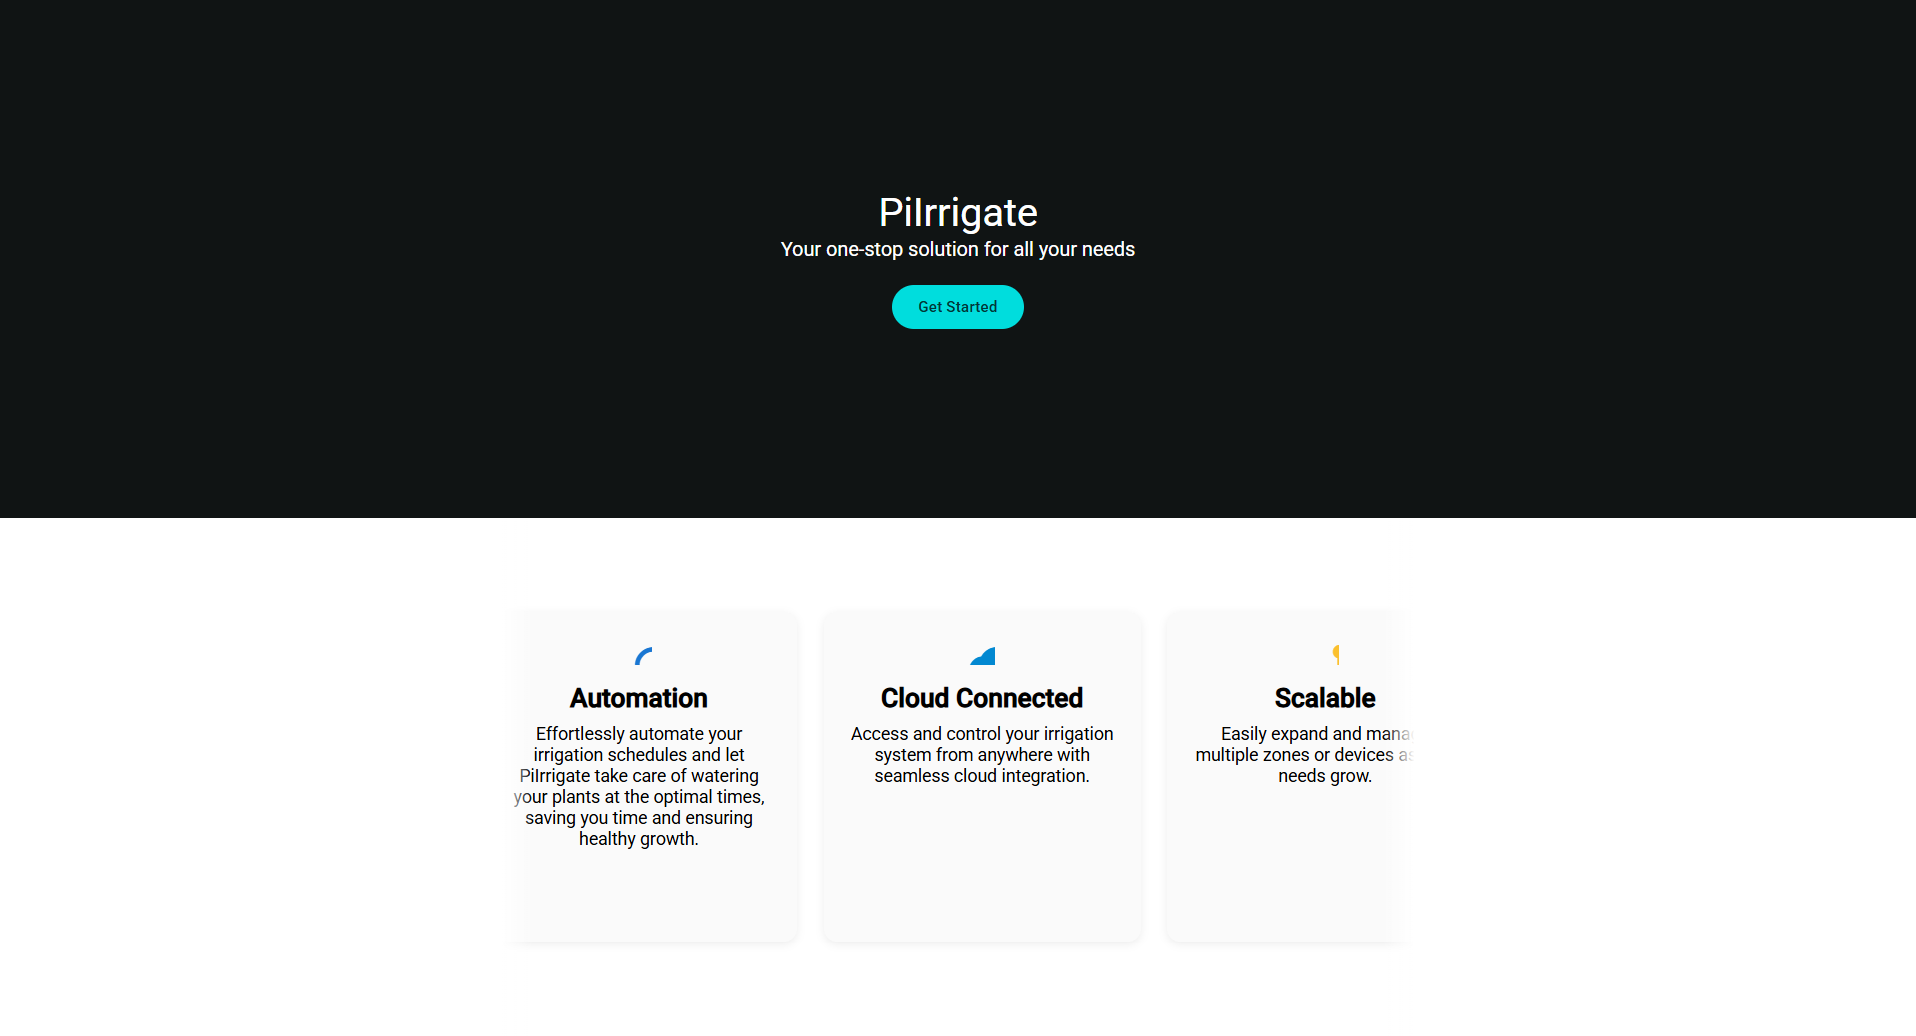 PiIrrigate
Your one-stop solution for all your needs
Get Started
Automation
Effortlessly automate your
irrigation schedules and let
PiIrrigate take care of watering
your plants at the optimal times,
saving you time and ensuring
healthy growth.
Cloud Connected
Access and control your irrigation
system from anywhere with
seamless cloud integration.
Scalable
Easily expand and
multiple zones or devices as
needs grow.